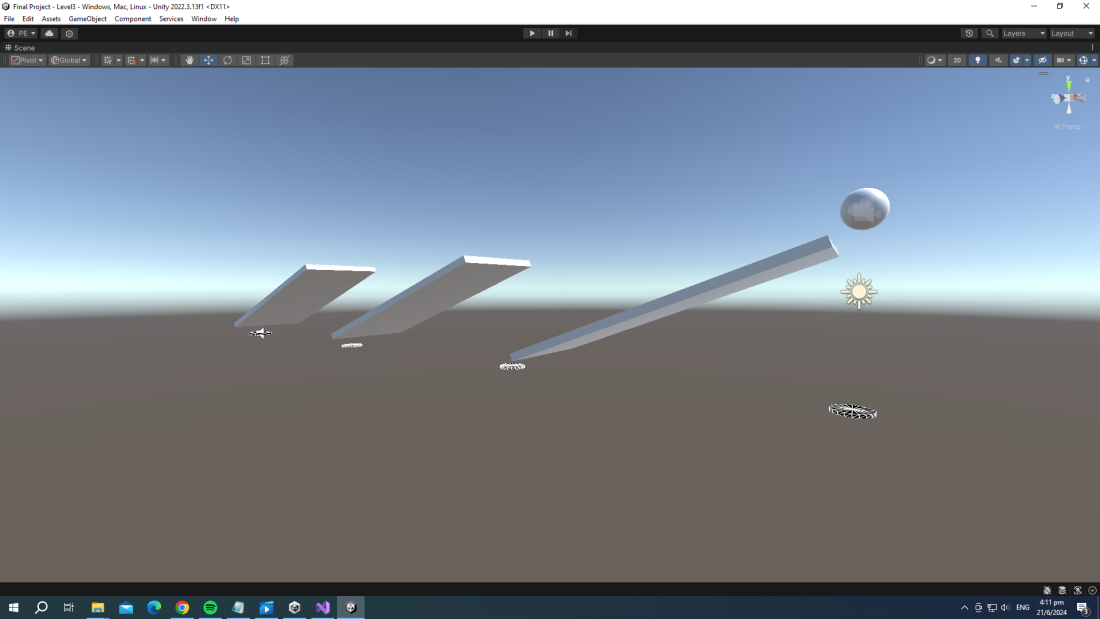 Final Project - Level3 - Windows, Mac, Linux - Unity 2022.3.13f1 <DX11>
File Edit Assets GameObject Component Services Window Help
PE Layers Layout
Scene
Pivot Global 2D
y
Persp
ENG 4:11 pm
21/6/2024 3